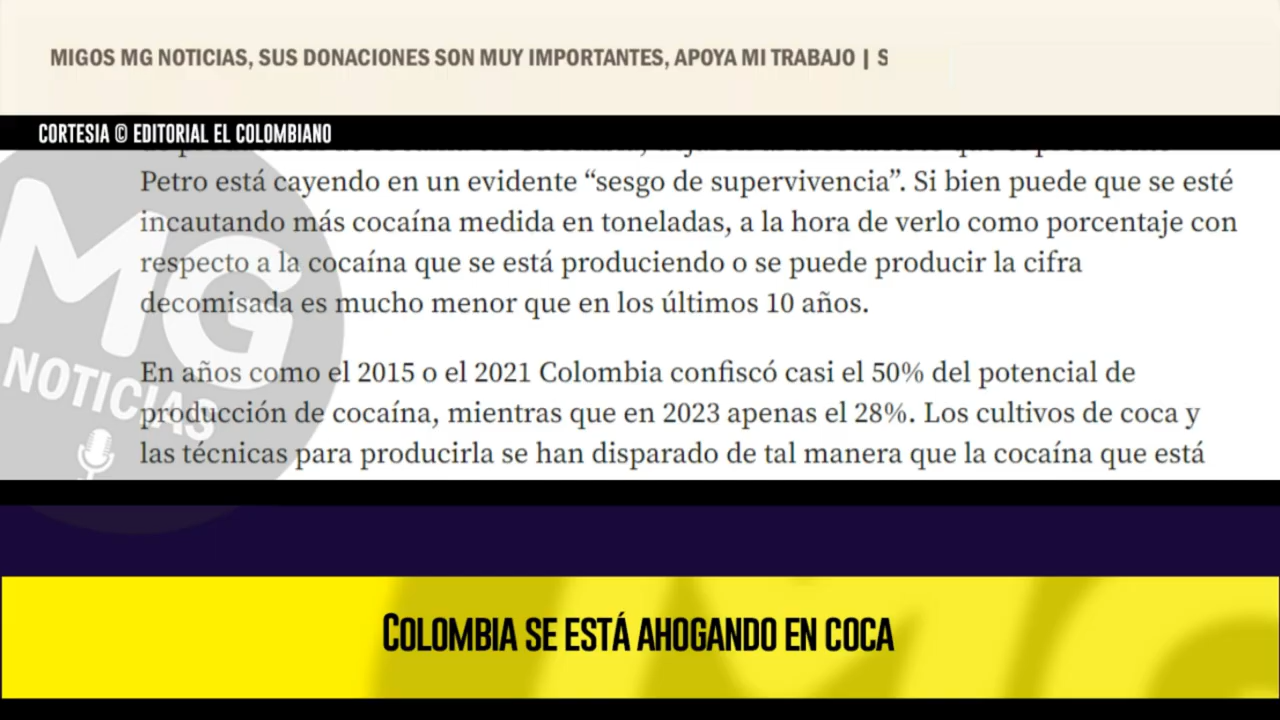 MIGOS MG NOTICIAS, SUS DONACIONES SON MUY IMPORTANTES, APOYA MI TRABAJO | S
CORTESIA © EDITORIAL EL COLOMBIANO
Petro está cayendo en un evidente “sesgo de supervivencia”. Si bien puede que se esté
incautando más cocaína medida en toneladas, a la hora de verlo como porcentaje con
respecto a la cocaína que se está produciendo o se puede producir la cifra
decomisada es mucho menor que en los últimos 10 años.
En años como el 2015 o el 2021 Colombia confiscó casi el 50% del potencial de
producción de cocaína, mientras que en 2023 apenas el 28%. Los cultivos de coca y
las técnicas para producirla se han disparado de tal manera que la cocaína que está
MG
NOTICIAS
COLOMBIA SE ESTÁ AHOGANDO EN COCA